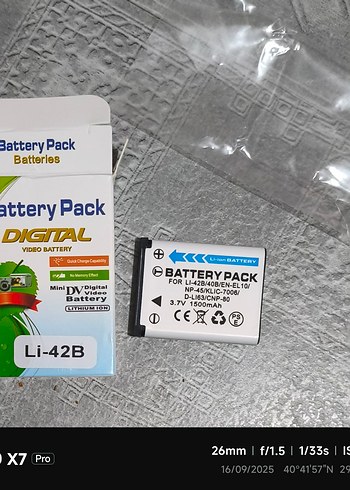 Battery Pack
Batteries
attery Pack
DIGITAL
VIDEO BATTERY
Quick Charge Capability
No Memory Effect
Mini DV Digital Video Battery
LITHIUM ION
Li-42B
Li-ion BATTERY
BATTERY PACK
FOR LI-42B/40B/EN-EL10/
NP-45/KLIC-7006/
D-LI63/CNP-80
3.7V 1500mAh
CE PSE
X7 Pro
26mm | f/1.5 | 1/33s | IS
16/09/2025 40°41'57"N 29